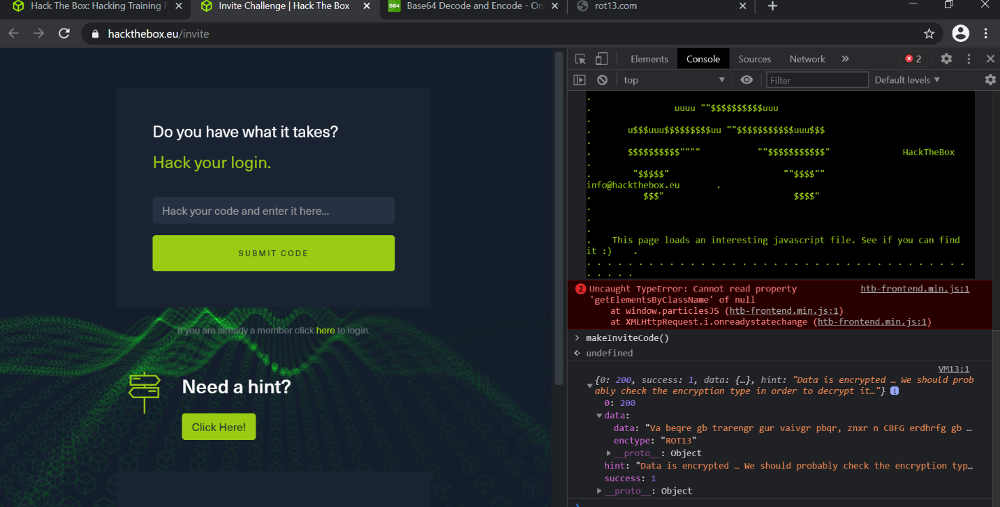 Hack The Box: Hacking Training F
Invite Challenge | Hack The Box
B64 Base64 Decode and Encode - On
rot13.com
hackthebox.eu/invite
Do you have what it takes?
Hack your login.
Hack your code and enter it here...
SUBMIT CODE
If you are already a member click here to login.
Need a hint?
Click Here!
Elements Console Sources Network 2
top Filter Default levels
.
. uuuu ""$$$$$$$$$$uuu
.
. u$$$uuu$$$$$$$$$uu ""$$$$$$$$$$$uuu$$$
.
. $$$$$$$$$$"""" ""$$$$$$$$$$$" HackTheBox
.
. "$$$$$" ""$$$$""
info@hackthebox.eu .
. $$$" $$$$"
.
.
.
. This page loads an interesting javascript file. See if you can find
it :) .
. . . . . . . . . . . . . . . . . . . . . . . . . . . . . . . . . . . . .
. . . . .
2 Uncaught TypeError: Cannot read property htb-frontend.min.js:1
'getElementsByClassName' of null
at window.particlesJS (htb-frontend.min.js:1)
at XMLHttpRequest.i.onreadystatechange (htb-frontend.min.js:1)
> makeInviteCode()
undefined
VM13:1
{0: 200, success: 1, data: {…}, hint: "Data is encrypted … We should prob
ably check the encryption type in order to decrypt it…"} i
0: 200
data:
data: "Va beqre gb trarengr gur vaivgr pbqr, znxr n CBFG erdhrfg gb …
enctype: "ROT13"
__proto__: Object
hint: "Data is encrypted … We should probably check the encryption typ…
success: 1
__proto__: Object